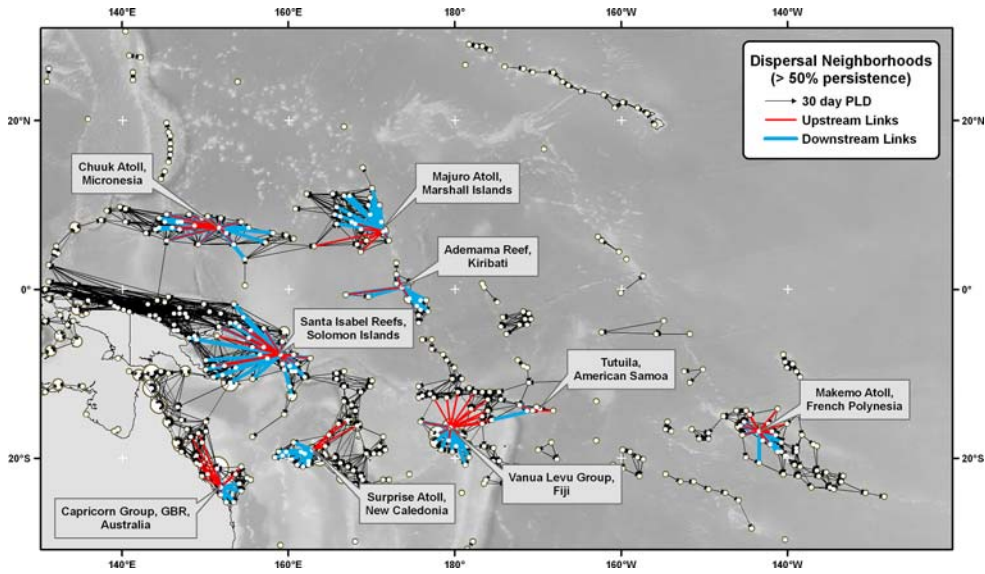 140°E
160°E
180°
160°W
140°W
Dispersal Neighborhoods
(> 50% persistence)
30 day PLD
Upstream Links
Downstream Links
20°N
20°N
Chuuk Atoll,
Micronesia
Majuro Atoll,
Marshall Islands
Ademama Reef,
Kiribati
0°
0°
Santa Isabel Reefs,
Solomon Islands
Tutuila,
American Samoa
Makemo Atoll,
French Polynesia
20°S
20°S
Vanua Levu Group,
Fiji
Surprise Atoll,
New Caledonia
Capricorn Group, GBR,
Australia
140°E
160°E
180°
160°W
140°W